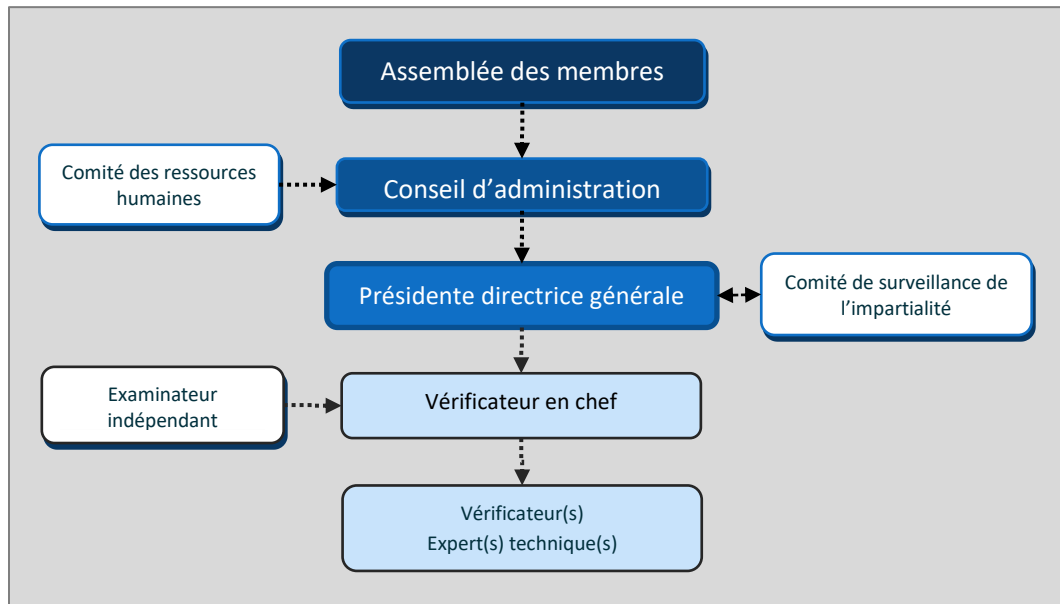 Assemblée des membres
Comité des ressources
humaines
Conseil d’administration
Présidente directrice générale
Comité de surveillance de
l’impartialité
Examinateur
indépendant
Vérificateur en chef
Vérificateur(s)
Expert(s) technique(s)